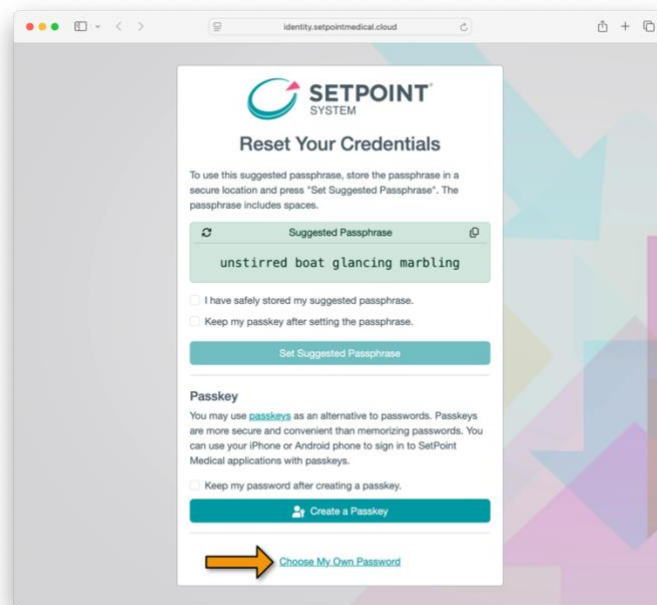 identity.setpointmedical.cloud
SETPOINT®
SYSTEM
Reset Your Credentials
To use this suggested passphrase, store the passphrase in a
secure location and press "Set Suggested Passphrase". The
passphrase includes spaces.
Suggested Passphrase
unstirred boat glancing marbling
I have safely stored my suggested passphrase.
Keep my passkey after setting the passphrase.
Set Suggested Passphrase
Passkey
You may use passkeys as an alternative to passwords. Passkeys
are more secure and convenient than memorizing passwords. You
can use your iPhone or Android phone to sign in to SetPoint
Medical applications with passkeys.
Keep my password after creating a passkey.
Create a Passkey
Choose My Own Password